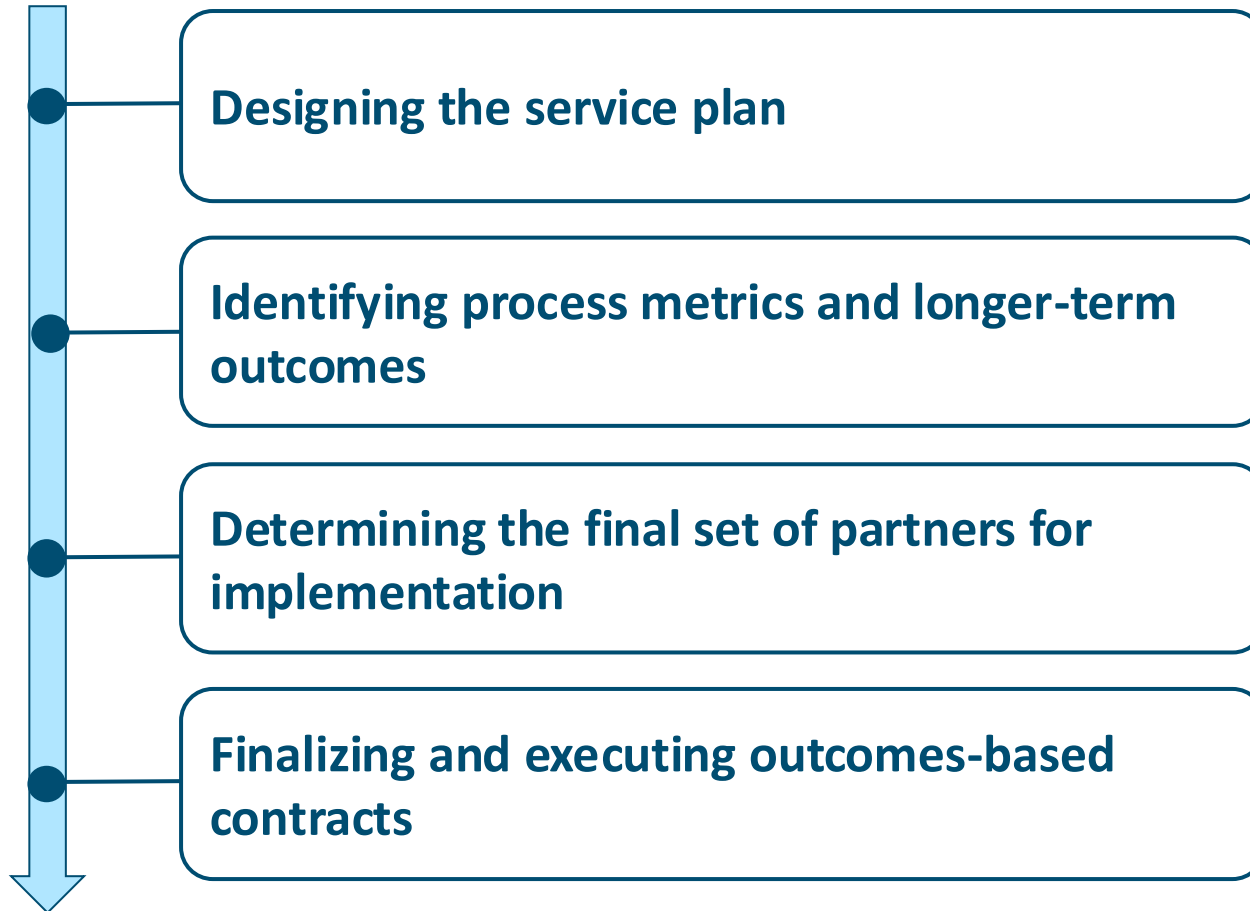 Designing the service plan
Identifying process metrics and longer-term
outcomes
Determining the final set of partners for
implementation
Finalizing and executing outcomes-based
contracts